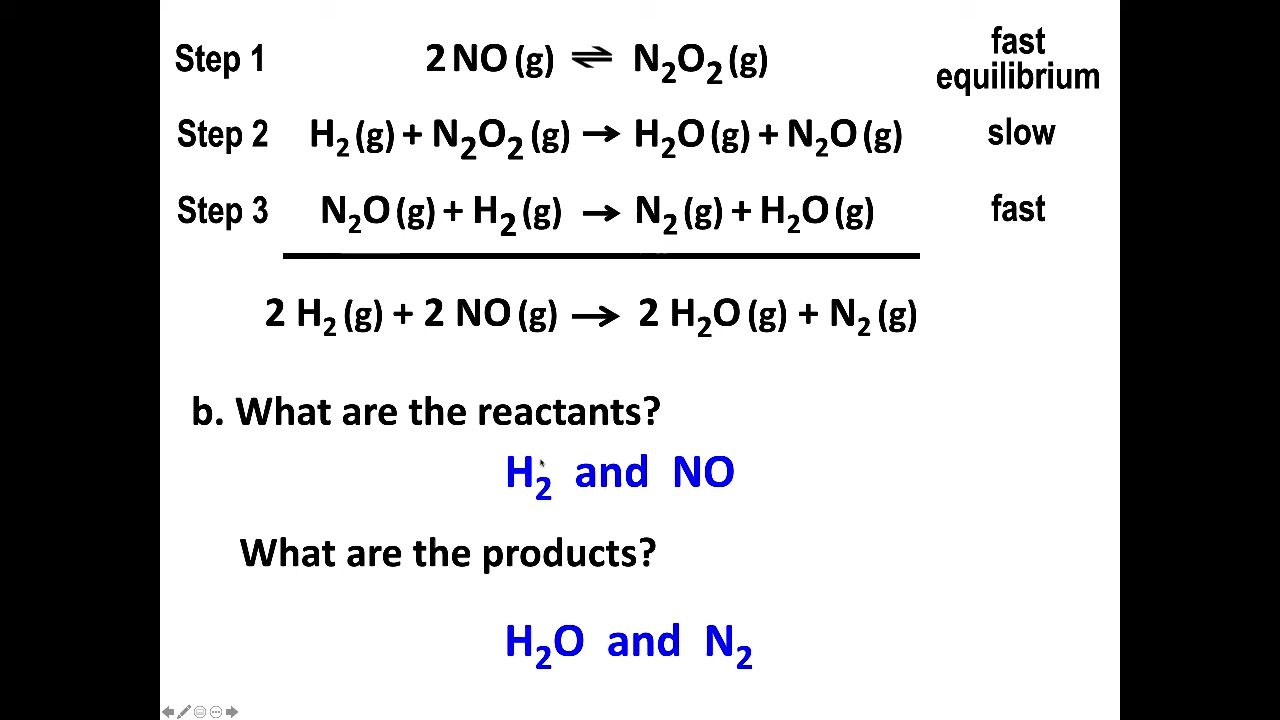 Step 1 2 NO (g) ⇌ N₂O₂ (g) fast equilibrium
Step 2 H₂ (g) + N₂O₂ (g) → H₂O (g) + N₂O (g) slow
Step 3 N₂O (g) + H₂ (g) → N₂ (g) + H₂O (g) fast
2 H₂ (g) + 2 NO (g) → 2 H₂O (g) + N₂ (g)
b. What are the reactants?
H₂ and NO
What are the products?
H₂O and N₂